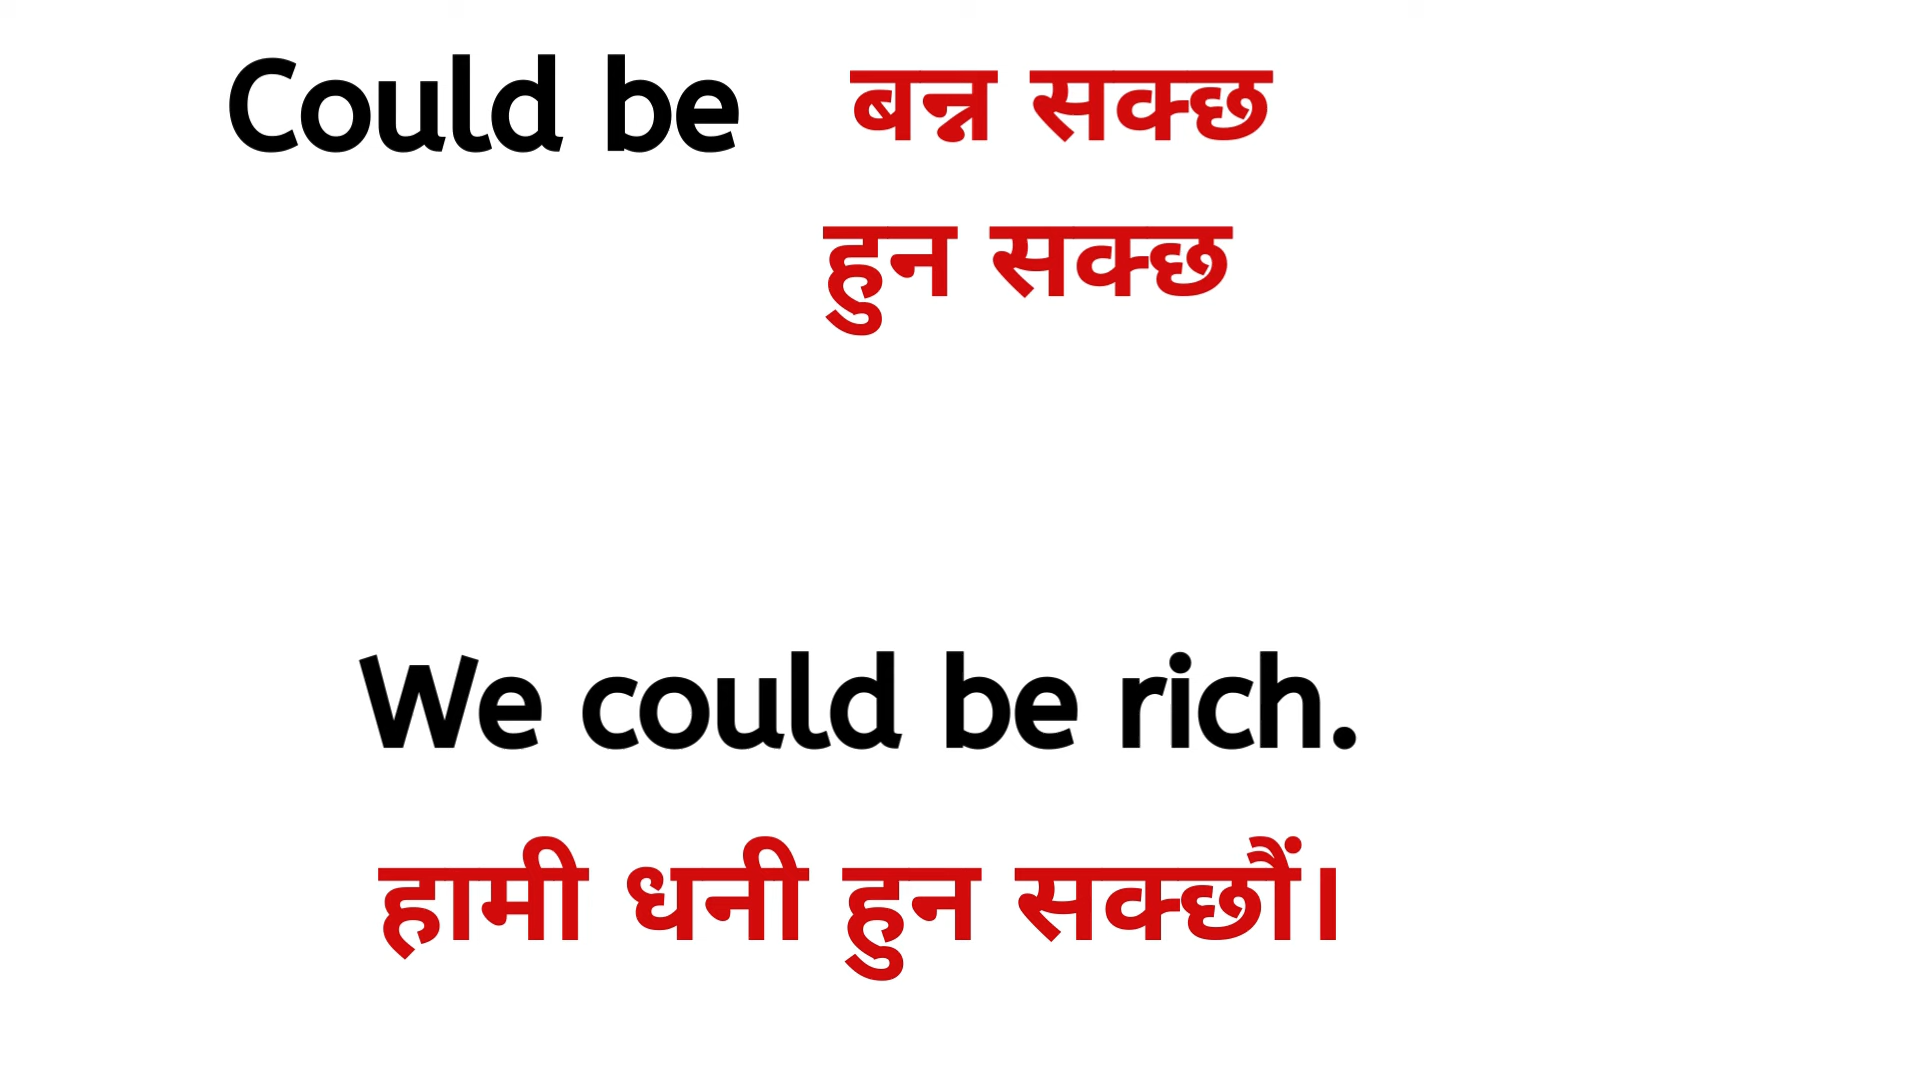 Could be बन्न सक्छ
हुन सक्छ
We could be rich.
हामी धनी हुन सक्छौं।